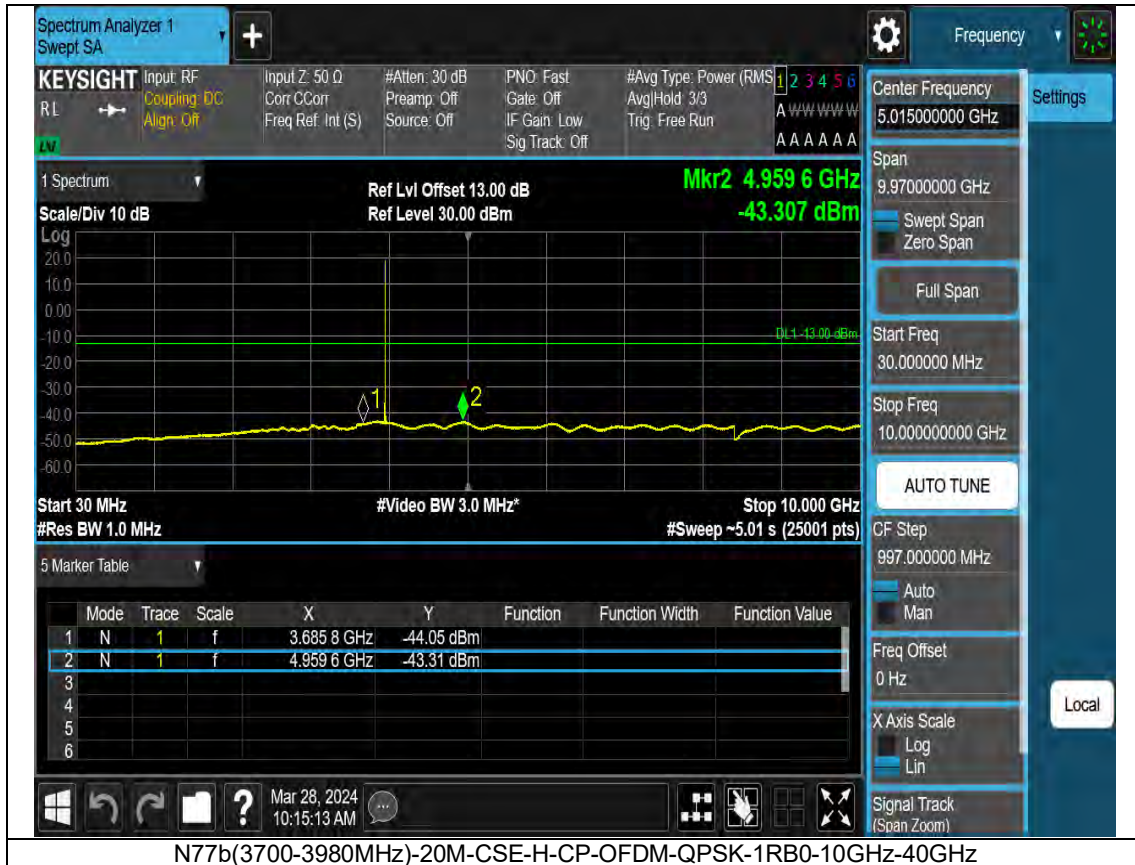 Spectrum Analyzer 1
Swept SA
Frequency
KEYSIGHT
RL
Input: RF
Coupling: DC
Align: Off
Input Z: 50 Ω
Corr CCorr
Freq Ref: Int (S)
#Atten: 30 dB
Preamp: Off
Source: Off
PNO: Fast
Gate: Off
IF Gain: Low
Sig Track: Off
#Avg Type: Power (RMS
Avg|Hold: 3/3
Trig: Free Run
1 2 3 4 5 6
A W W W W W
A A A A A A
1 Spectrum
Scale/Div 10 dB
Ref Lvl Offset 13.00 dB
Ref Level 30.00 dBm
Mkr2 4.959 6 GHz
-43.307 dBm
Log
20.0
10.0
0.00
-10.0
-20.0
-30.0
-40.0
-50.0
-60.0
DL1 -13.00 dBm
1
2
Start 30 MHz
#Res BW 1.0 MHz
#Video BW 3.0 MHz*
Stop 10.000 GHz
#Sweep ~5.01 s (25001 pts)
5 Marker Table
Mode Trace Scale X Y Function Function Width Function Value
1 N 1 f 3.685 8 GHz -44.05 dBm
2 N 1 f 4.959 6 GHz -43.31 dBm
3
4
5
6
Mar 28, 2024
10:15:13 AM
Center Frequency
5.015000000 GHz
Settings
Span
9.97000000 GHz
Swept Span
Zero Span
Full Span
Start Freq
30.000000 MHz
Stop Freq
10.000000000 GHz
AUTO TUNE
CF Step
997.000000 MHz
Auto
Man
Freq Offset
0 Hz
Local
X Axis Scale
Log
Lin
Signal Track
(Span Zoom)
N77b(3700-3980MHz)-20M-CSE-H-CP-OFDM-QPSK-1RB0-10GHz-40GHz